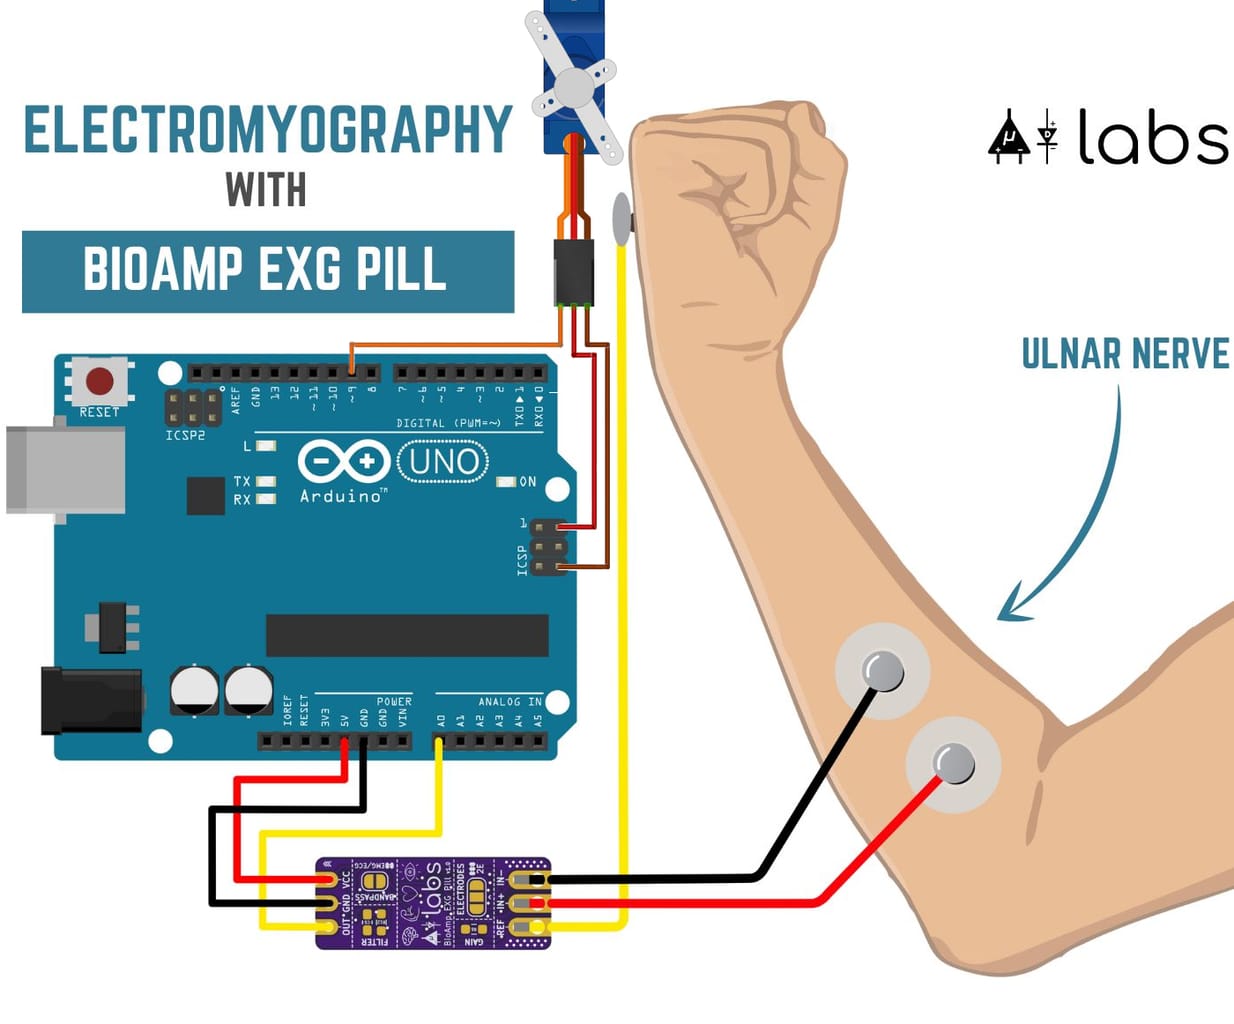 ELECTROMYOGRAPHY
WITH
BIOAMP EXG PILL
labs
ULNAR NERVE
RESET
ICSP2
AREF
GND
13
12
~11
~10
~9
8
7
~6
~5
4
~3
2
TX0▶1
RX0◀0
DIGITAL (PWM=~)
L
TX
RX
ON
Arduino™
UNO
1
ICSP
IOREF
RESET
3V3
5V
GND
GND
VIN
POWER
ANALOG IN
A0
A1
A2
A3
A4
A5
VCC
GND
OUT
EMG/ECG
BANDPASS
FILTER
labs
BioAmp EXG Pill v1.0
ELECTRODES
2E
GAIN
IN-
IN+
REF